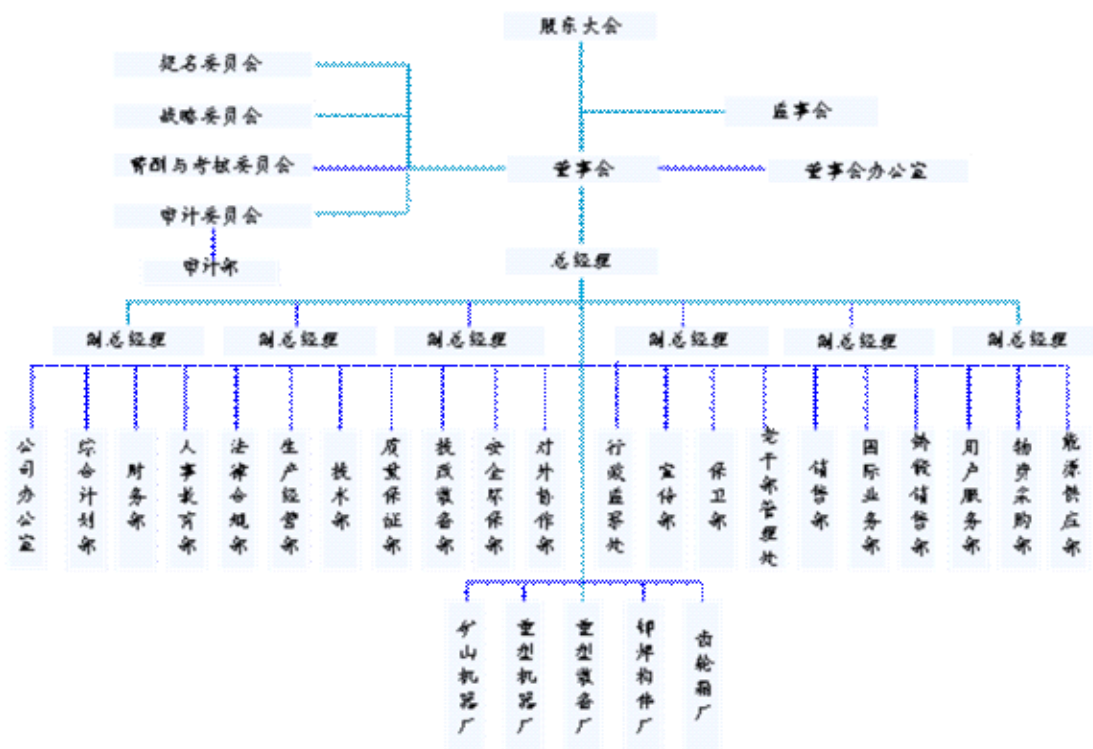 股东大会
提名委员会
战略委员会
监事会
薪酬与考核委员会
董事会
董事会办公室
审计委员会
审计部
总经理
副总经理
副总经理
副总经理
副总经理
副总经理
副总经理
公司办公室
综合计划部
财务部
人事教育部
法律合规部
生产经营部
技术部
质量保证部
技改装备部
安全环保部
对外协作部
行政监察处
宣传部
保卫部
老干部管理处
销售部
国际业务部
铸锻销售部
用户服务部
物资采购部
能源供应部
矿山机器厂
重型机器厂
重型装备厂
铆焊构件厂
齿轮箱厂